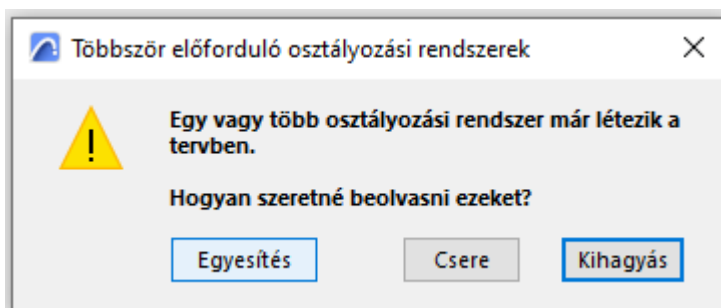 Többször előforduló osztályozási rendszerek
Egy vagy több osztályozási rendszer már létezik a
tervben.
Hogyan szeretné beolvasni ezeket?
Egyesítés Csere Kihagyás